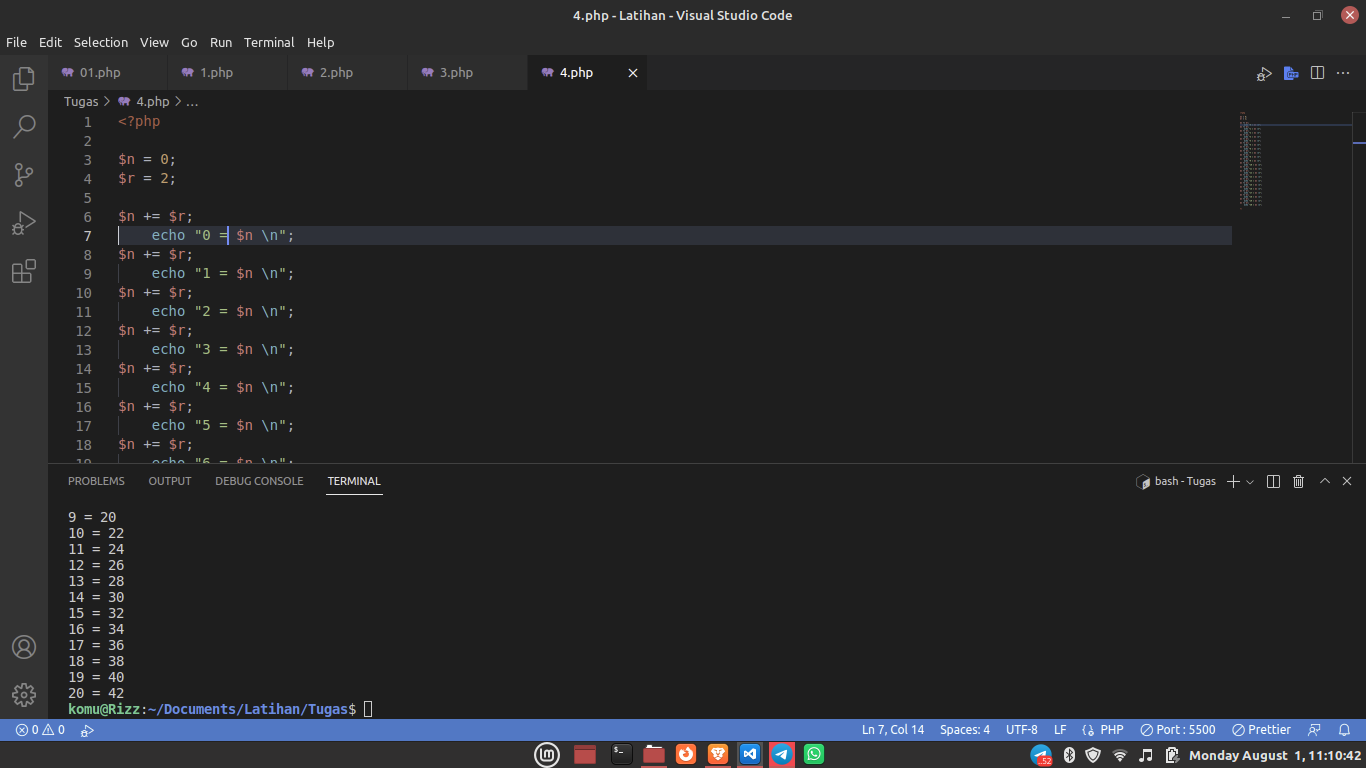 4.php - Latihan - Visual Studio Code
File Edit Selection View Go Run Terminal Help
01.php 1.php 2.php 3.php 4.php
Tugas > 4.php > ...
1 <?php
2
3 $n = 0;
4 $r = 2;
5
6 $n += $r;
7 echo "0 = $n \n";
8 $n += $r;
9 echo "1 = $n \n";
10 $n += $r;
11 echo "2 = $n \n";
12 $n += $r;
13 echo "3 = $n \n";
14 $n += $r;
15 echo "4 = $n \n";
16 $n += $r;
17 echo "5 = $n \n";
18 $n += $r;
19 echo "6 = $n \n";
PROBLEMS OUTPUT DEBUG CONSOLE TERMINAL
bash - Tugas
9 = 20
10 = 22
11 = 24
12 = 26
13 = 28
14 = 30
15 = 32
16 = 34
17 = 36
18 = 38
19 = 40
20 = 42
komu@Rizz:~/Documents/Latihan/Tugas$
0 0 Ln 7, Col 14 Spaces: 4 UTF-8 LF PHP Port : 5500 Prettier
Monday August 1, 11:10:42